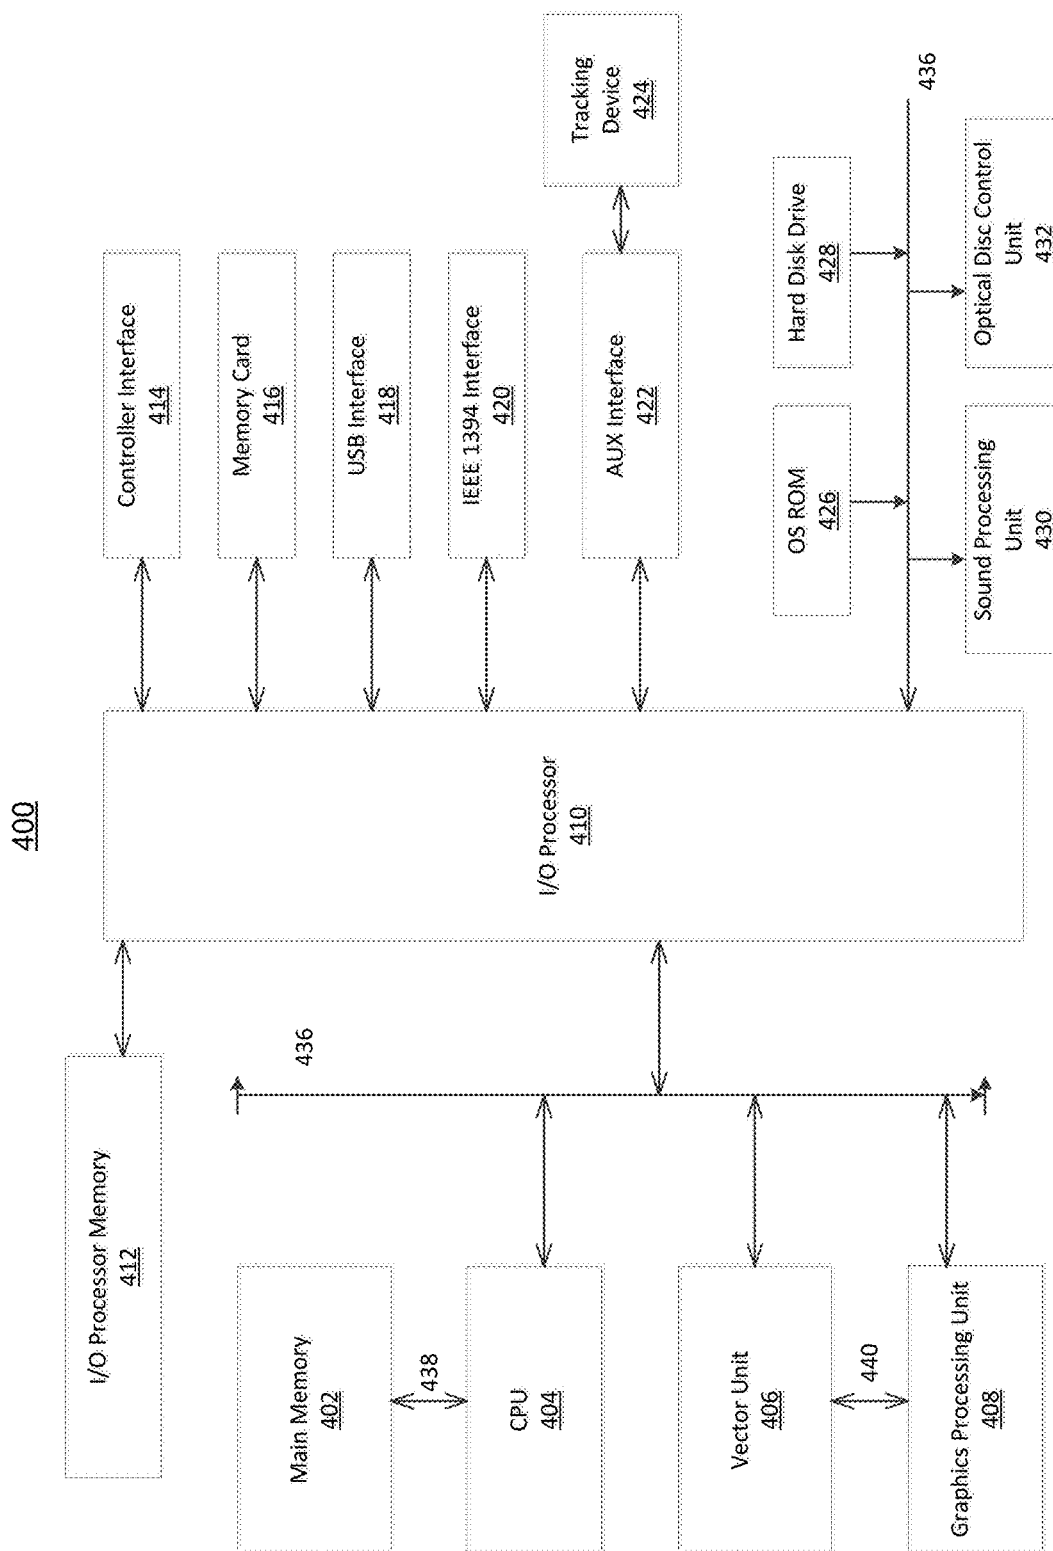 400
I/O Processor Memory
412
Main Memory
402
438
CPU
404
Vector Unit
406
440
Graphics Processing Unit
408
436
I/O Processor
410
Controller Interface
414
Memory Card
416
USB Interface
418
IEEE 1394 Interface
420
AUX Interface
422
Tracking
Device
424
OS ROM
426
Hard Disk Drive
428
436
Sound Processing
Unit
430
Optical Disc Control
Unit
432